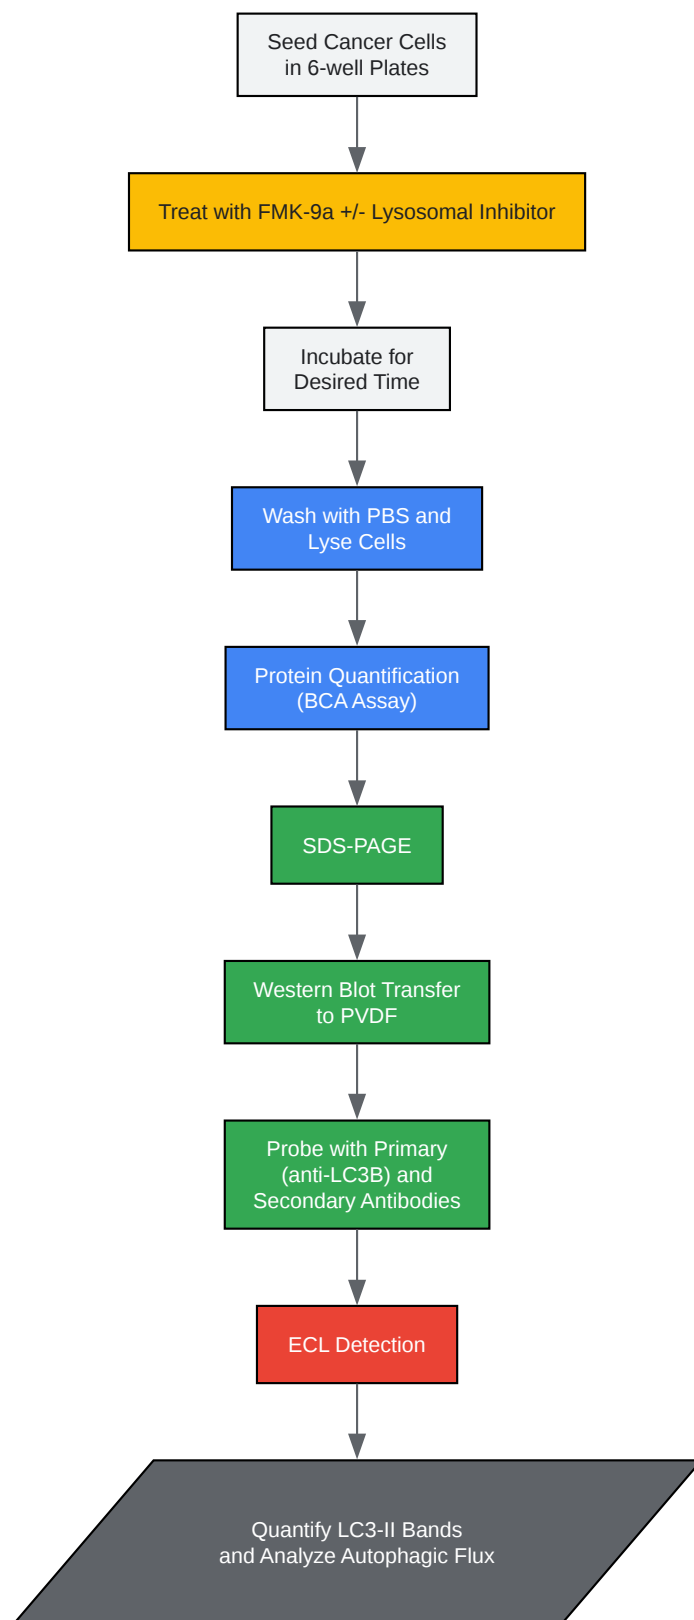 Seed Cancer Cells
in 6-well Plates
Treat with FMK-9a +/- Lysosomal Inhibitor
Incubate for
Desired Time
Wash with PBS and
Lyse Cells
Protein Quantification
(BCA Assay)
SDS-PAGE
Western Blot Transfer
to PVDF
Probe with Primary
(anti-LC3B) and
Secondary Antibodies
ECL Detection
Quantify LC3-II Bands
and Analyze Autophagic Flux